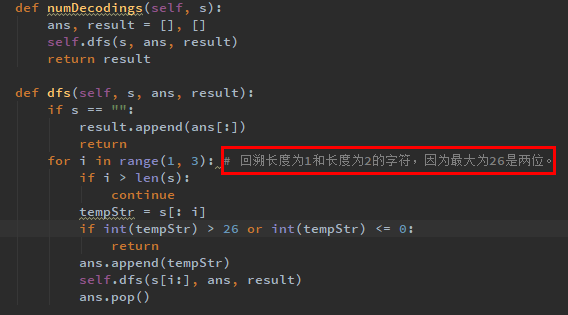 def numDecodings(self, s):
    ans, result = [], []
    self.dfs(s, ans, result)
    return result
def dfs(self, s, ans, result):
    if s == "":
        result.append(ans[:])
        return
    for i in range(1, 3): # 回溯长度为1和长度为2的字符，因为最大为26是两位。
        if i > len(s):
            continue
        tempStr = s[: i]
        if int(tempStr) > 26 or int(tempStr) <= 0:
            return
        ans.append(tempStr)
        self.dfs(s[i:], ans, result)
        ans.pop()